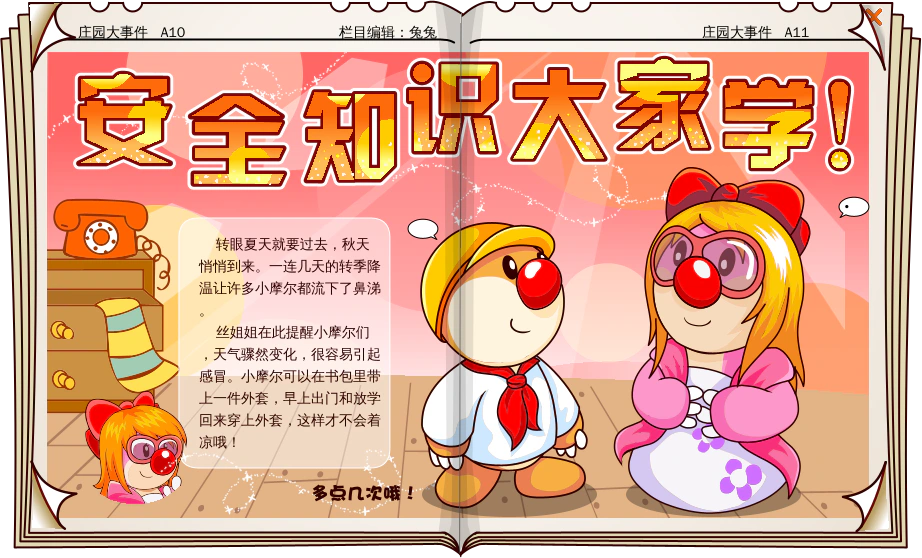 庄园大事件 A10
栏目编辑：兔兔
庄园大事件 A11
安全知识大家学！
转眼夏天就要过去，秋天
悄悄到来。一连几天的转季降
温让许多小摩尔都流下了鼻涕
。
丝姐姐在此提醒小摩尔们
，天气骤然变化，很容易引起
感冒。小摩尔可以在书包里带
上一件外套，早上出门和放学
回来穿上外套，这样才不会着
凉哦！
多点几次哦！